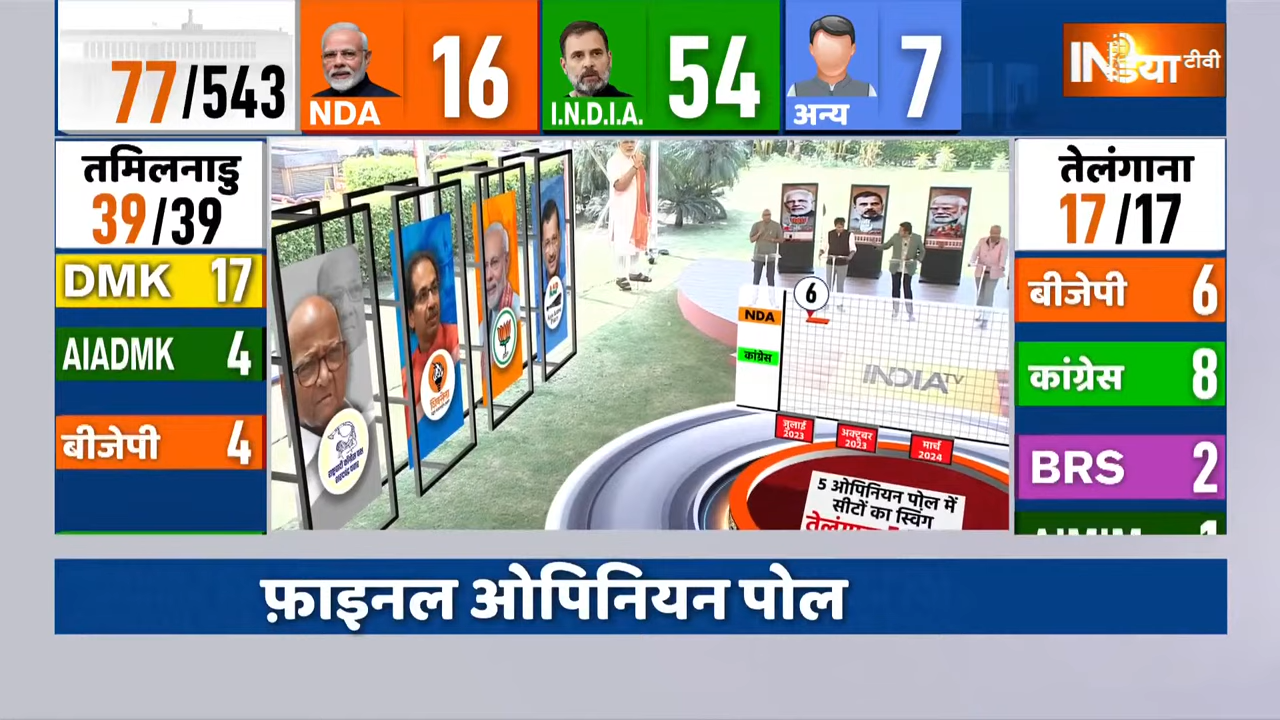 77/543
NDA
16
I.N.D.I.A.
54
अन्य
7
INDिया टीवी
तमिलनाडु
39/39
DMK 17
AIADMK 4
बीजेपी 4
तेलंगाना
17/17
बीजेपी 6
कांग्रेस 8
BRS 2
6
NDA
कांग्रेस
INDIA TV
जुलाई
2023
अक्टूबर
2023
मार्च
2024
5 ओपिनियन पोल में
सीटों का स्विंग
फ़ाइनल ओपिनियन पोल